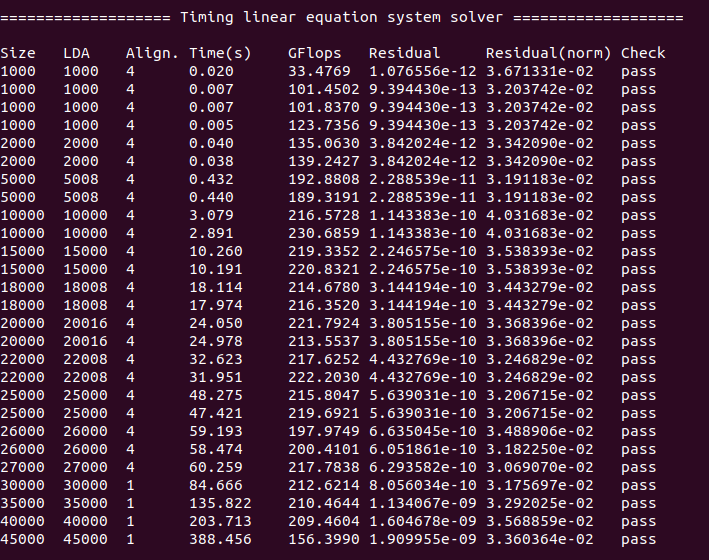 =================== Timing linear equation system solver ===================
Size LDA Align. Time(s) GFlops Residual Residual(norm) Check
1000 1000 4 0.020 33.4769 1.076556e-12 3.671331e-02 pass
1000 1000 4 0.007 101.4502 9.394430e-13 3.203742e-02 pass
1000 1000 4 0.007 101.8370 9.394430e-13 3.203742e-02 pass
1000 1000 4 0.005 123.7356 9.394430e-13 3.203742e-02 pass
2000 2000 4 0.040 135.0630 3.842024e-12 3.342090e-02 pass
2000 2000 4 0.038 139.2427 3.842024e-12 3.342090e-02 pass
5000 5008 4 0.432 192.8808 2.288539e-11 3.191183e-02 pass
5000 5008 4 0.440 189.3191 2.288539e-11 3.191183e-02 pass
10000 10000 4 3.079 216.5728 1.143383e-10 4.031683e-02 pass
10000 10000 4 2.891 230.6859 1.143383e-10 4.031683e-02 pass
15000 15000 4 10.260 219.3352 2.246575e-10 3.538393e-02 pass
15000 15000 4 10.191 220.8321 2.246575e-10 3.538393e-02 pass
18000 18008 4 18.114 214.6780 3.144194e-10 3.443279e-02 pass
18000 18008 4 17.974 216.3520 3.144194e-10 3.443279e-02 pass
20000 20016 4 24.050 221.7924 3.805155e-10 3.368396e-02 pass
20000 20016 4 24.978 213.5537 3.805155e-10 3.368396e-02 pass
22000 22008 4 32.623 217.6252 4.432769e-10 3.246829e-02 pass
22000 22008 4 31.951 222.2030 4.432769e-10 3.246829e-02 pass
25000 25000 4 48.275 215.8047 5.639031e-10 3.206715e-02 pass
25000 25000 4 47.421 219.6921 5.639031e-10 3.206715e-02 pass
26000 26000 4 59.193 197.9749 6.635045e-10 3.488906e-02 pass
26000 26000 4 58.474 200.4101 6.051861e-10 3.182250e-02 pass
27000 27000 4 60.259 217.7838 6.293582e-10 3.069070e-02 pass
30000 30000 1 84.666 212.6214 8.056034e-10 3.175697e-02 pass
35000 35000 1 135.822 210.4644 1.134067e-09 3.292025e-02 pass
40000 40000 1 203.713 209.4604 1.604678e-09 3.568859e-02 pass
45000 45000 1 388.456 156.3990 1.909955e-09 3.360364e-02 pass